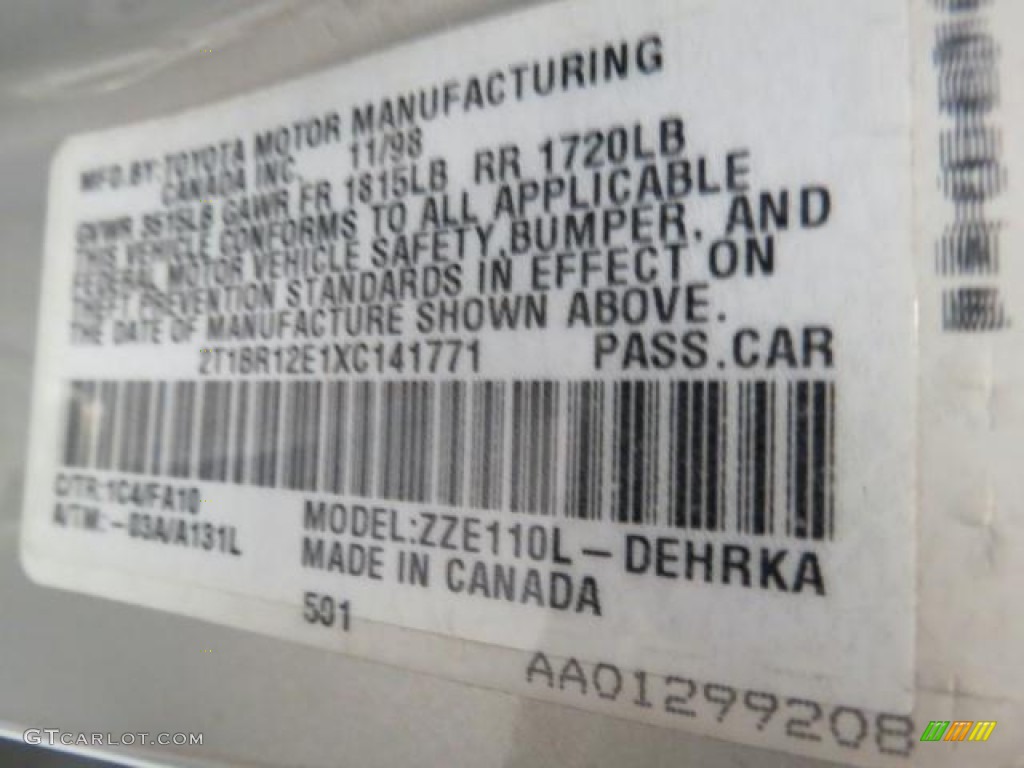 MFD.BY: TOYOTA MOTOR MANUFACTURING
CANADA INC. 11/98
GVWR 3515LB GAWR FR 1815LB RR 1720LB
THIS VEHICLE CONFORMS TO ALL APPLICABLE
FEDERAL MOTOR VEHICLE SAFETY, BUMPER, AND
THEFT PREVENTION STANDARDS IN EFFECT ON
THE DATE OF MANUFACTURE SHOWN ABOVE.
2T1BR12E1XC141771 PASS.CAR
C/TR:1C4/FA10
A/TM:-03A/A131L
MODEL:ZZE110L-DEHRKA
MADE IN CANADA
501
AA01299208
GTCARLOT.COM